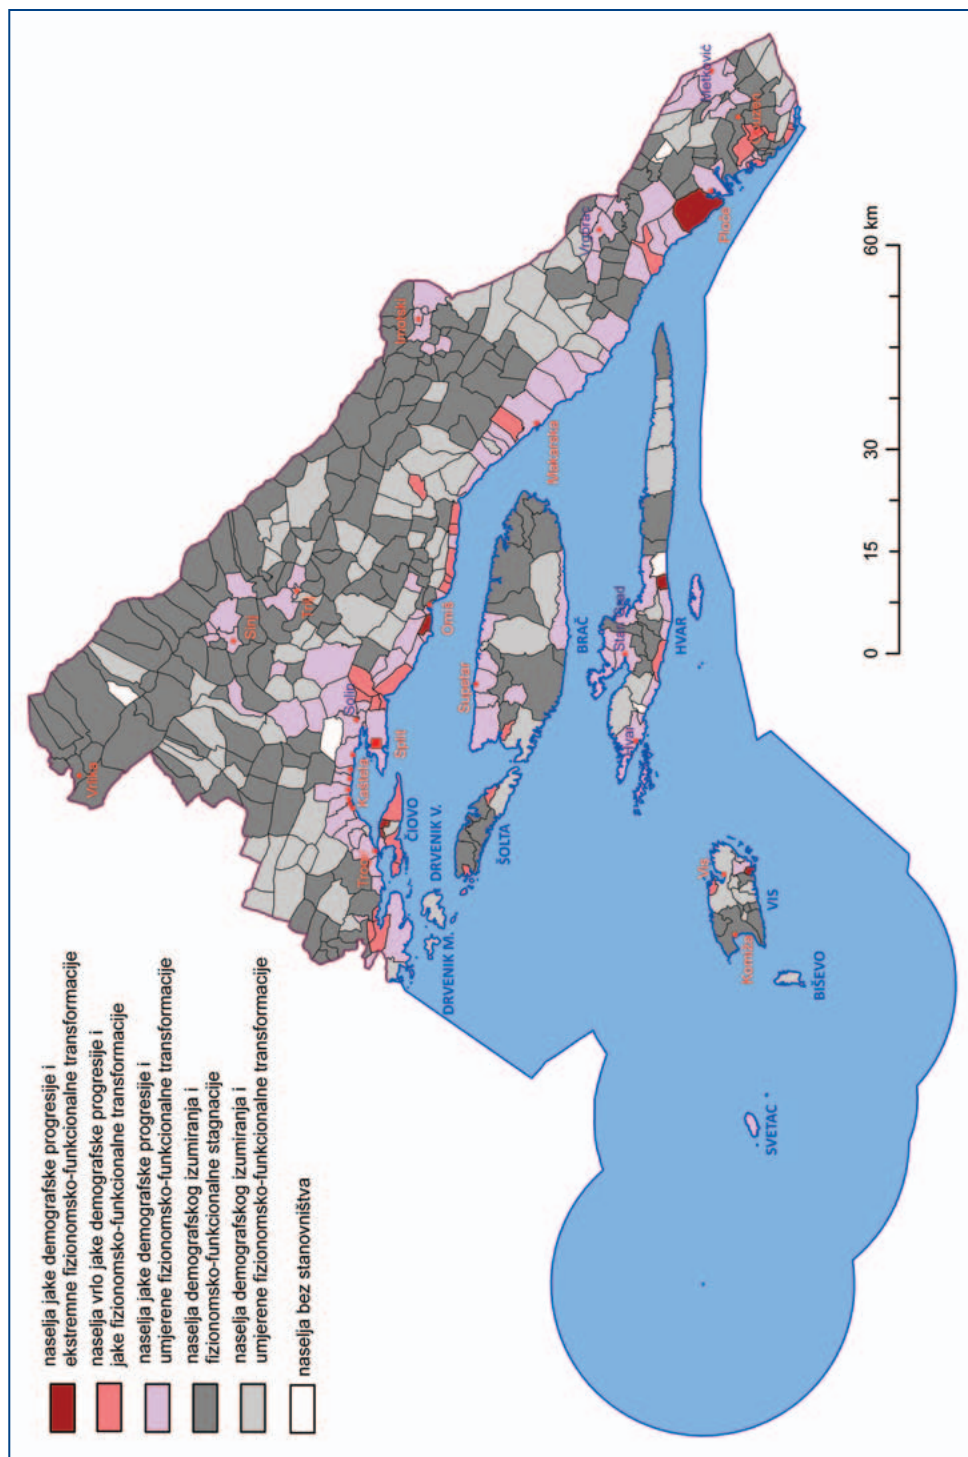 naselja jake demografske progresije i
ekstremne fizionomsko-funkcionalne transformacije
naselja vrlo jake demografske progresije i
jake fizionomsko-funkcionalne transformacije
naselja jake demografske progresije i
umjerene fizionomsko-funkcionalne transformacije
naselja demografskog izumiranja i
fizionomsko-funkcionalne stagnacije
naselja demografskog izumiranja i
umjerene fizionomsko-funkcionalne transformacije
naselja bez stanovništva
Vrlika
Sinj
Trilj
Imotski
Vrgorac
Metković
Ploče
Makarska
Omiš
Solin
Split
Kaštela
Trogir
ČIOVO
DRVENIK V.
DRVENIK M.
ŠOLTA
Supetar
BRAČ
Stari Grad
Hvar
HVAR
Vis
Komiža
VIS
BIŠEVO
SVETAC
0
15
30
60 km